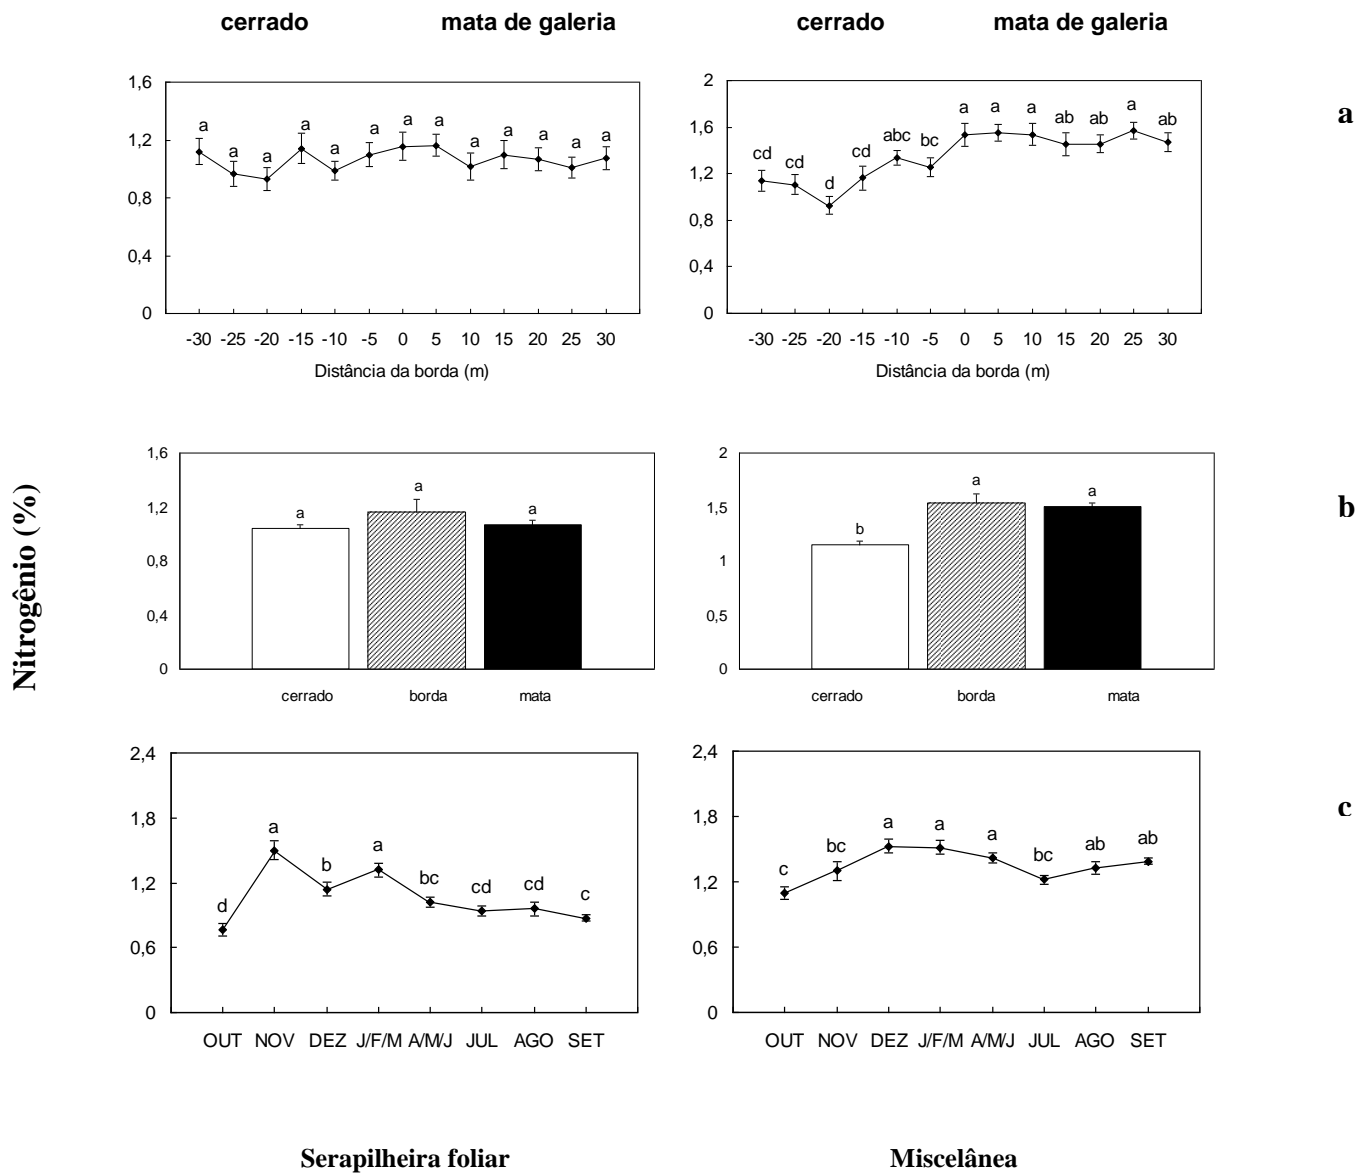 cerrado mata de galeria cerrado mata de galeria
a
1,6
1,2
0,8
0,4
0
a a a a a a a a a a a a a
-30 -25 -20 -15 -10 -5 0 5 10 15 20 25 30
Distância da borda (m)
2
1,6
1,2
0,8
0,4
0
cd cd d cd abc bc a a a ab ab a ab
-30 -25 -20 -15 -10 -5 0 5 10 15 20 25 30
Distância da borda (m)
Nitrogênio (%)
b
1,6
1,2
0,8
0,4
0
a a a
cerrado borda mata
2
1,5
1
0,5
0
b a a
cerrado borda mata
c
2,4
1,8
1,2
0,6
0
d a b a bc cd cd c
OUT NOV DEZ J/F/M A/M/J JUL AGO SET
2,4
1,8
1,2
0,6
0
c bc a a a bc ab ab
OUT NOV DEZ J/F/M A/M/J JUL AGO SET
Serapilheira foliar Miscelânea